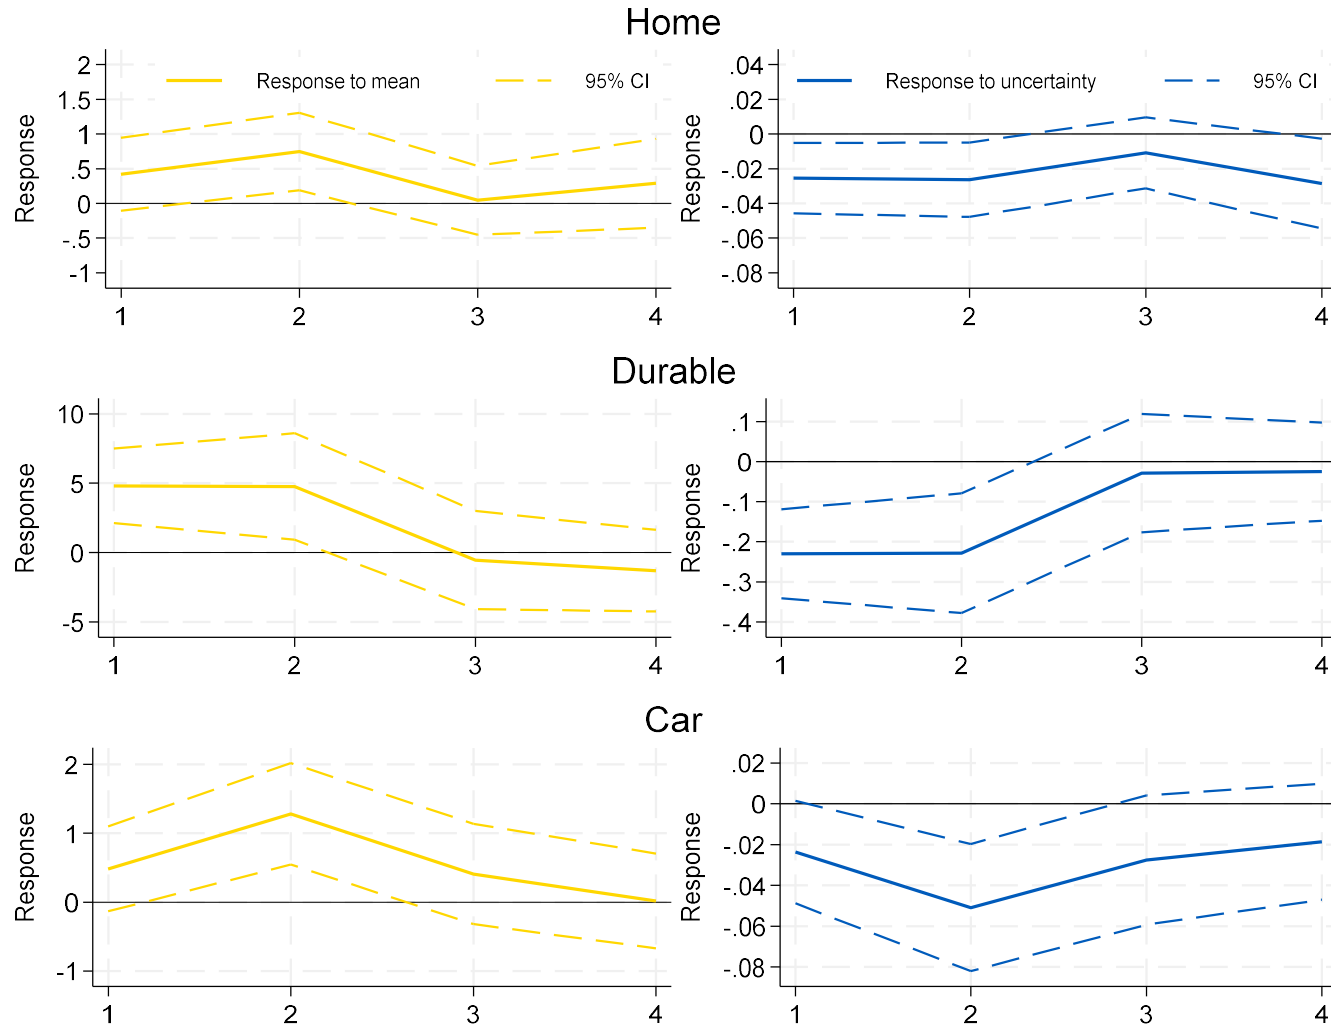 Home
Response to mean 95% CI
Response
2
1.5
1
.5
0
-.5
-1
1 2 3 4
Response to uncertainty 95% CI
Response
.04
.02
0
-.02
-.04
-.06
-.08
1 2 3 4
Durable
Response
10
5
0
-5
1 2 3 4
Response
.1
0
-.1
-.2
-.3
-.4
1 2 3 4
Car
Response
2
1
0
-1
1 2 3 4
Response
.02
0
-.02
-.04
-.06
-.08
1 2 3 4